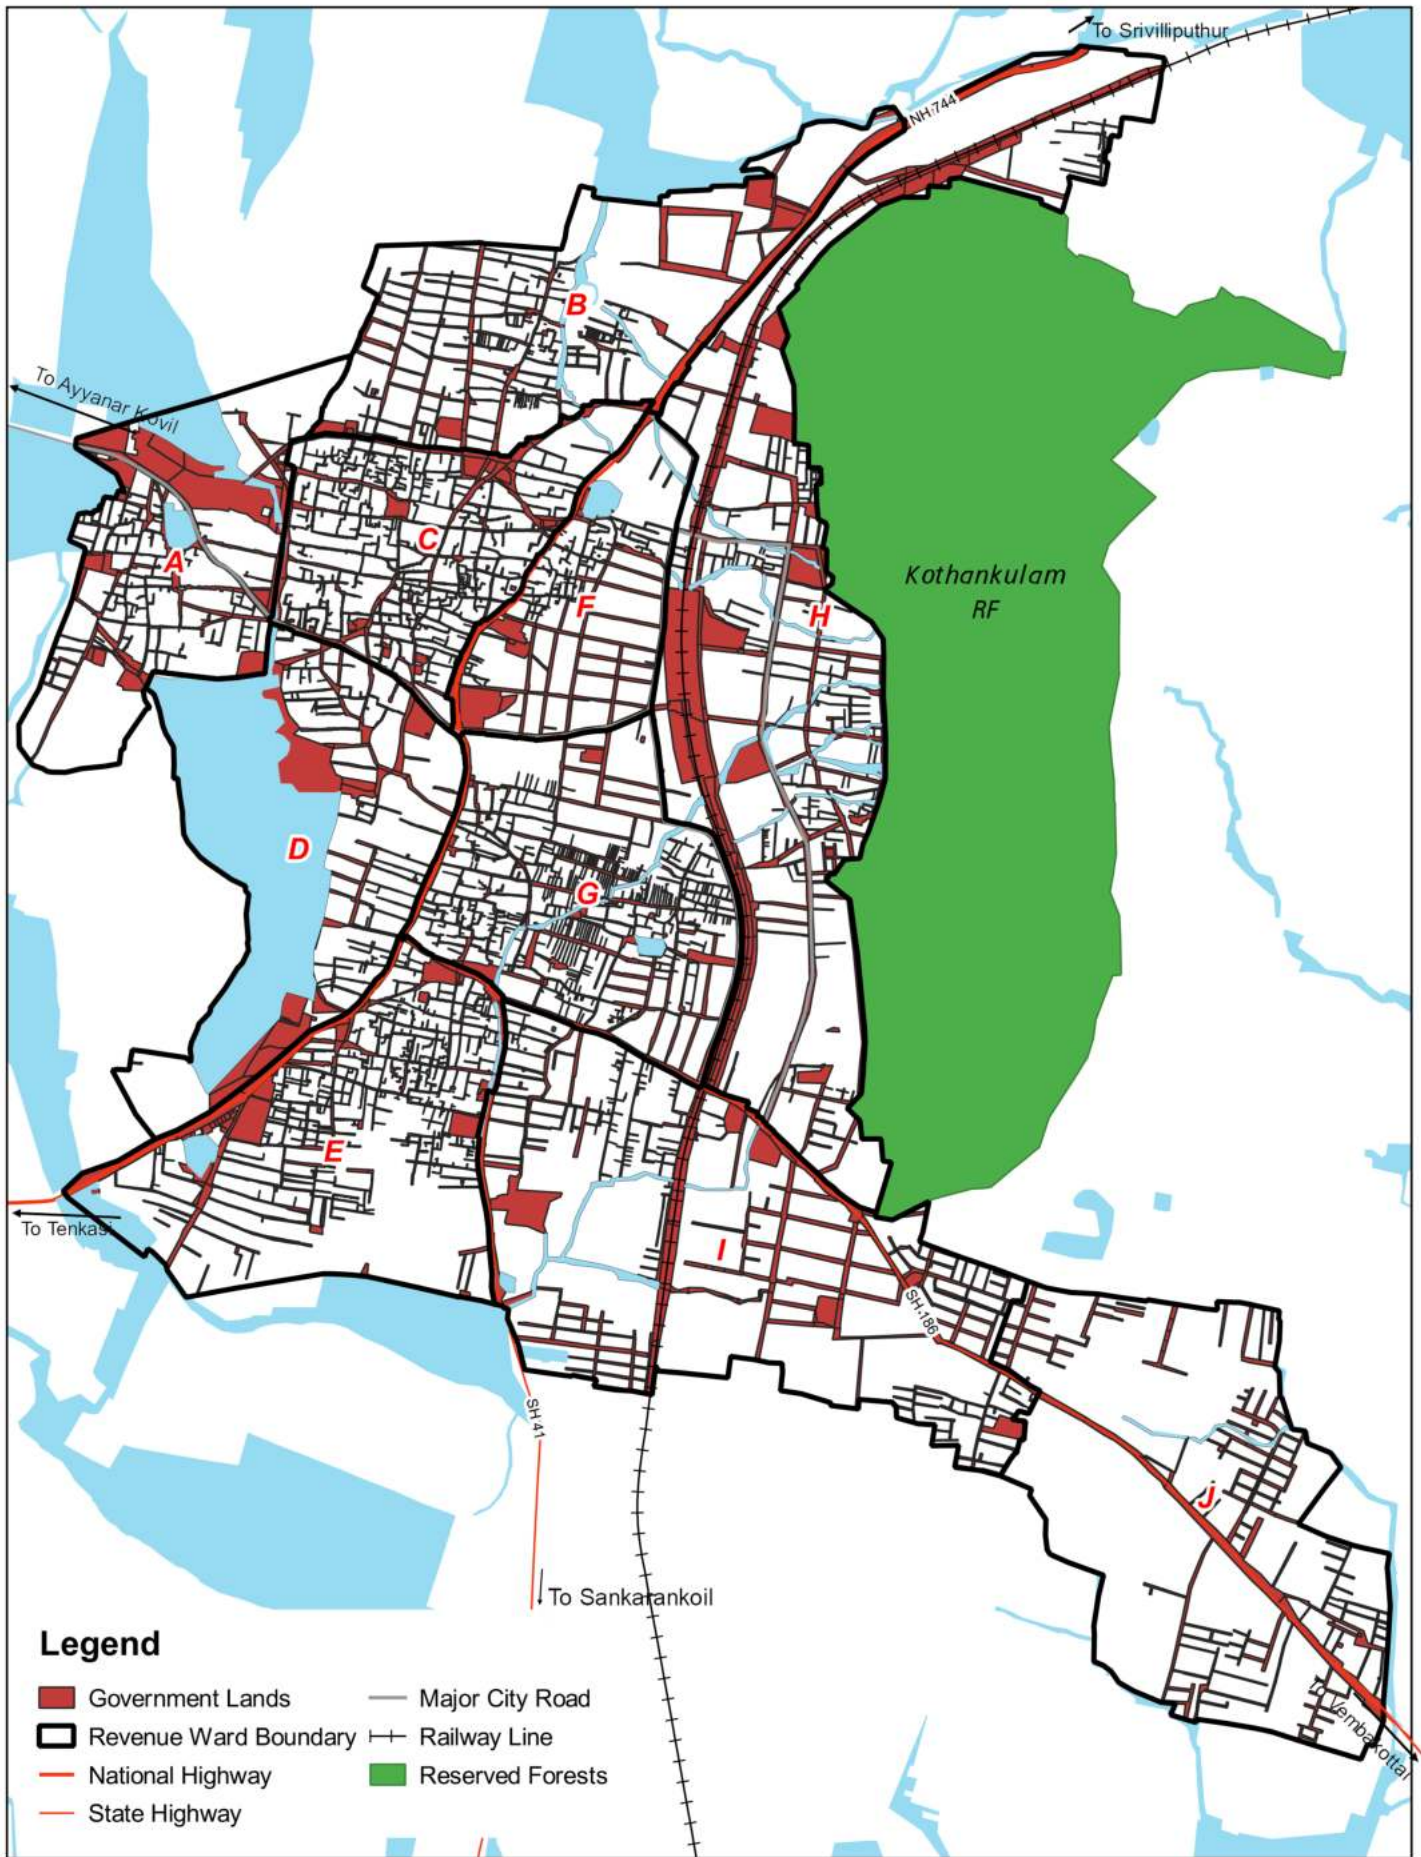 To Srivilliputhur
NH:744
B
To Ayyanar Kovil
C
A
Kothankulam
RF
F
H
D
G
E
To Tenkasi
I
SH:186
SH 41
J
To Sankarankoil
To Vembakottai
Legend
Government Lands
Major City Road
Revenue Ward Boundary
Railway Line
National Highway
Reserved Forests
State Highway